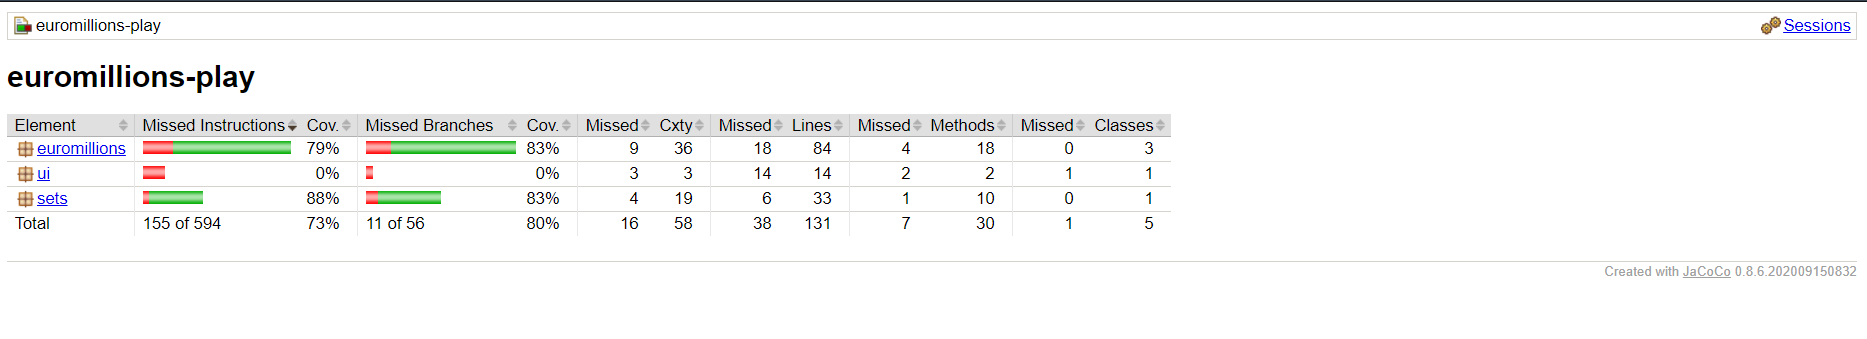 euromillions-play Sessions
euromillions-play
Element Missed Instructions Cov. Missed Branches Cov. Missed Cxty Missed Lines Missed Methods Missed Classes
euromillions 79% 83% 9 36 18 84 4 18 0 3
ui 0% 0% 3 3 14 14 2 2 1 1
sets 88% 83% 4 19 6 33 1 10 0 1
Total 155 of 594 73% 11 of 56 80% 16 58 38 131 7 30 1 5
Created with JaCoCo 0.8.6.202009150832